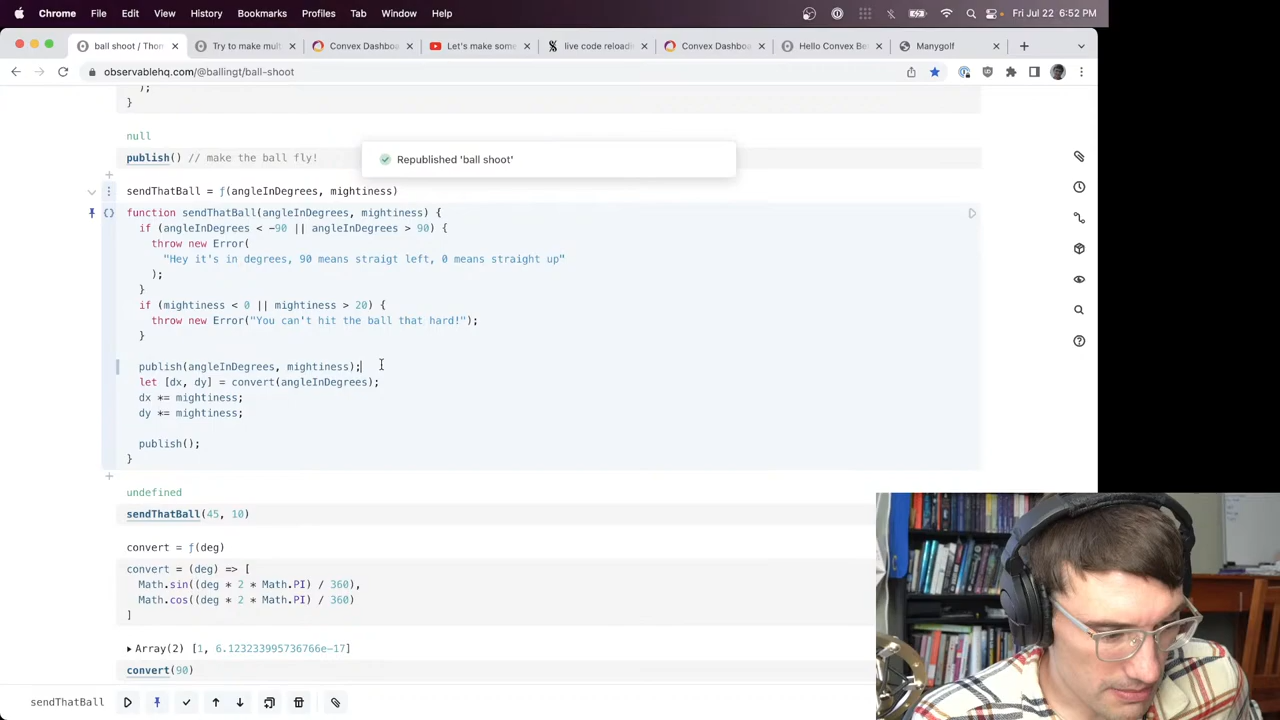 Chrome File Edit View History Bookmarks Profiles Tab Window Help Fri Jul 22 6:52 PM
ball shoot / Thom Try to make mult Convex Dashboa Let's make some live code reloadin Convex Dashboa Hello Convex Be Manygolf
observablehq.com/@ballingt/ball-shoot
);
}
null
Republished 'ball shoot'
publish() // make the ball fly!
sendThatBall = ƒ(angleInDegrees, mightiness)
function sendThatBall(angleInDegrees, mightiness) {
if (angleInDegrees < -90 || angleInDegrees > 90) {
throw new Error(
"Hey it's in degrees, 90 means straigt left, 0 means straight up"
);
}
if (mightiness < 0 || mightiness > 20) {
throw new Error("You can't hit the ball that hard!");
}
publish(angleInDegrees, mightiness);
let [dx, dy] = convert(angleInDegrees);
dx *= mightiness;
dy *= mightiness;
publish();
}
undefined
sendThatBall(45, 10)
convert = ƒ(deg)
convert = (deg) => [
Math.sin((deg * 2 * Math.PI) / 360),
Math.cos((deg * 2 * Math.PI) / 360)
]
Array(2) [1, 6.123233995736766e-17]
convert(90)
sendThatBall